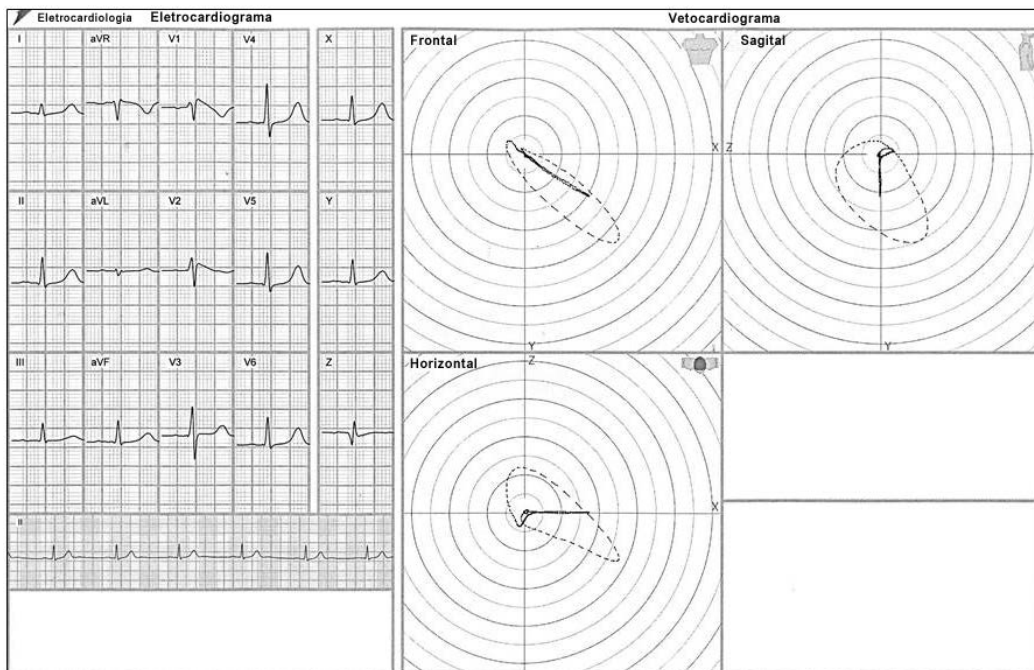 Eletrocardiologia Eletrocardiograma
Vetocardiograma
I aVR V1 V4 X
II aVL V2 V5 Y
III aVF V3 V6 Z
II
Frontal
X
Y
Sagital
Z
Y
Horizontal
Z
X